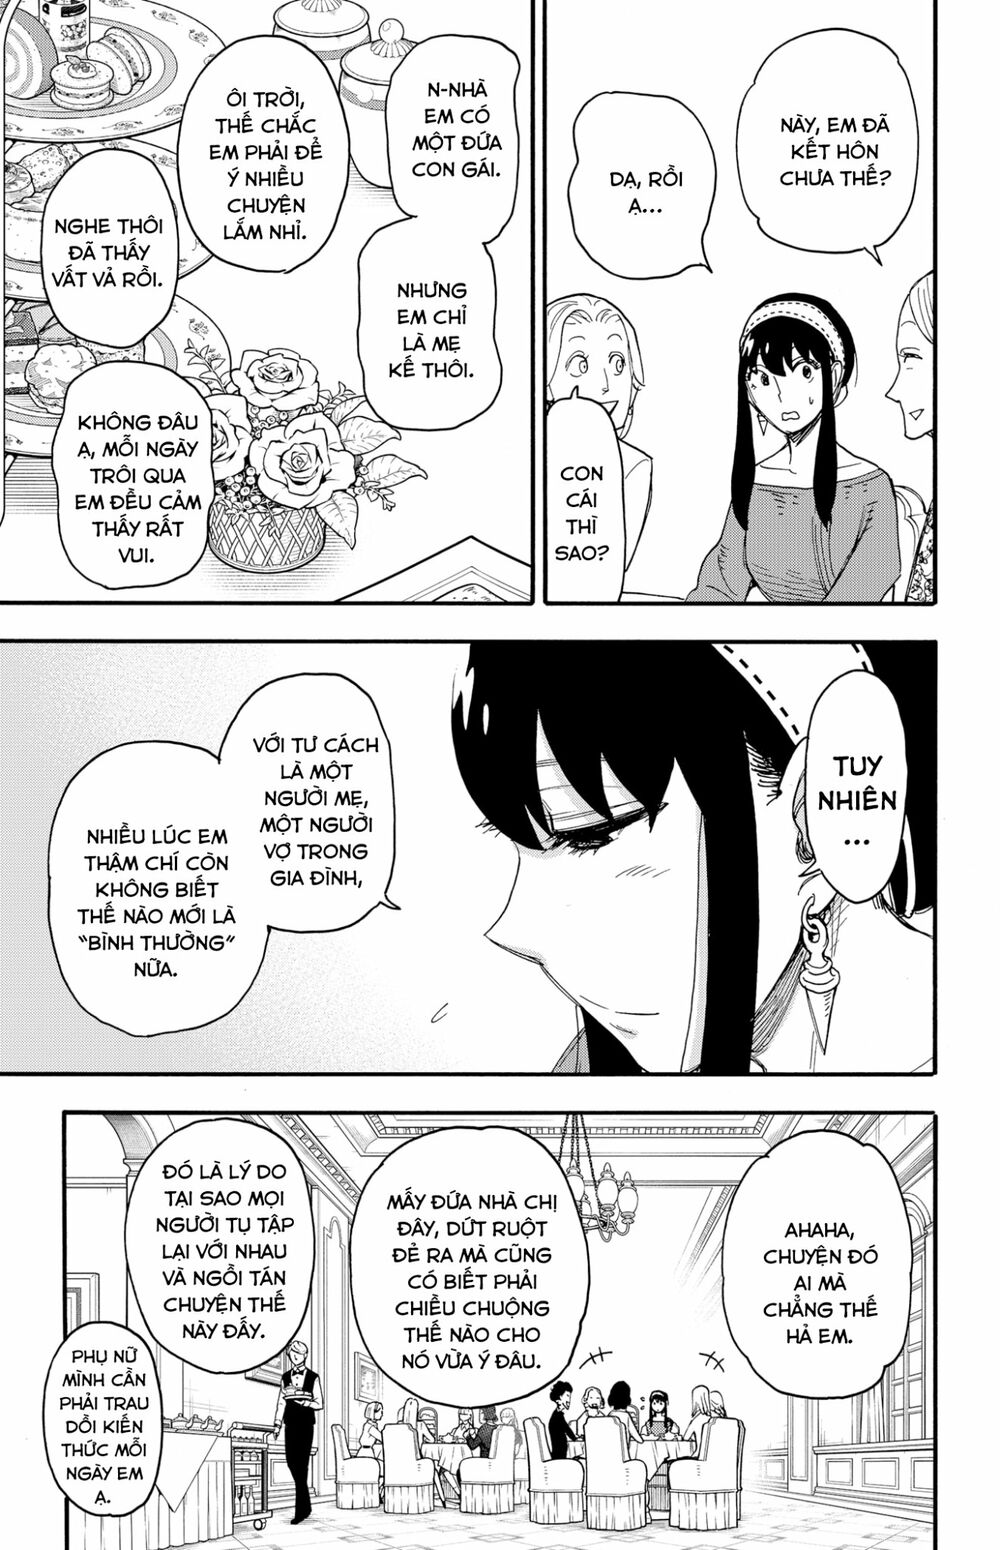 NÀY, EM ĐÃ
KẾT HÔN
CHƯA THẾ?
DẠ, RỒI
Ạ...
CON
CÁI
THÌ
SAO?
N-NHÀ
EM CÓ
MỘT ĐỨA
CON GÁI.
NHƯNG
EM CHỈ
LÀ MẸ
KẾ THÔI.
ÔI TRỜI,
THẾ CHẮC
EM PHẢI ĐỂ
Ý NHIỀU
CHUYỆN
LẮM NHỈ.
NGHE THÔI
ĐÃ THẤY
VẤT VẢ RỒI.
KHÔNG ĐÂU
Ạ, MỖI NGÀY
TRÔI QUA
EM ĐỀU CẢM
THẤY RẤT
VUI.
TUY
NHIÊN
...
VỚI TƯ CÁCH
LÀ MỘT
NGƯỜI MẸ,
MỘT NGƯỜI
VỢ TRONG
GIA ĐÌNH,
NHIỀU LÚC EM
THẬM CHÍ CÒN
KHÔNG BIẾT
THẾ NÀO MỚI LÀ
"BÌNH THƯỜNG"
NỮA.
AHAHA,
CHUYỆN ĐÓ
AI MÀ
CHẲNG THẾ
HẢ EM.
MẤY ĐỨA NHÀ CHỊ
ĐÂY, DỨT RUỘT
ĐẺ RA MÀ CŨNG
CÓ BIẾT PHẢI
CHIỀU CHUỘNG
THẾ NÀO CHO
NÓ VỪA Ý ĐÂU.
ĐÓ LÀ LÝ DO
TẠI SAO MỌI
NGƯỜI TỤ TẬP
LẠI VỚI NHAU
VÀ NGỒI TÁN
CHUYỆN THẾ
NÀY ĐẤY.
PHỤ NỮ
MÌNH CẦN
PHẢI TRAU
DỒI KIẾN
THỨC MỖI
NGÀY EM
Ạ.